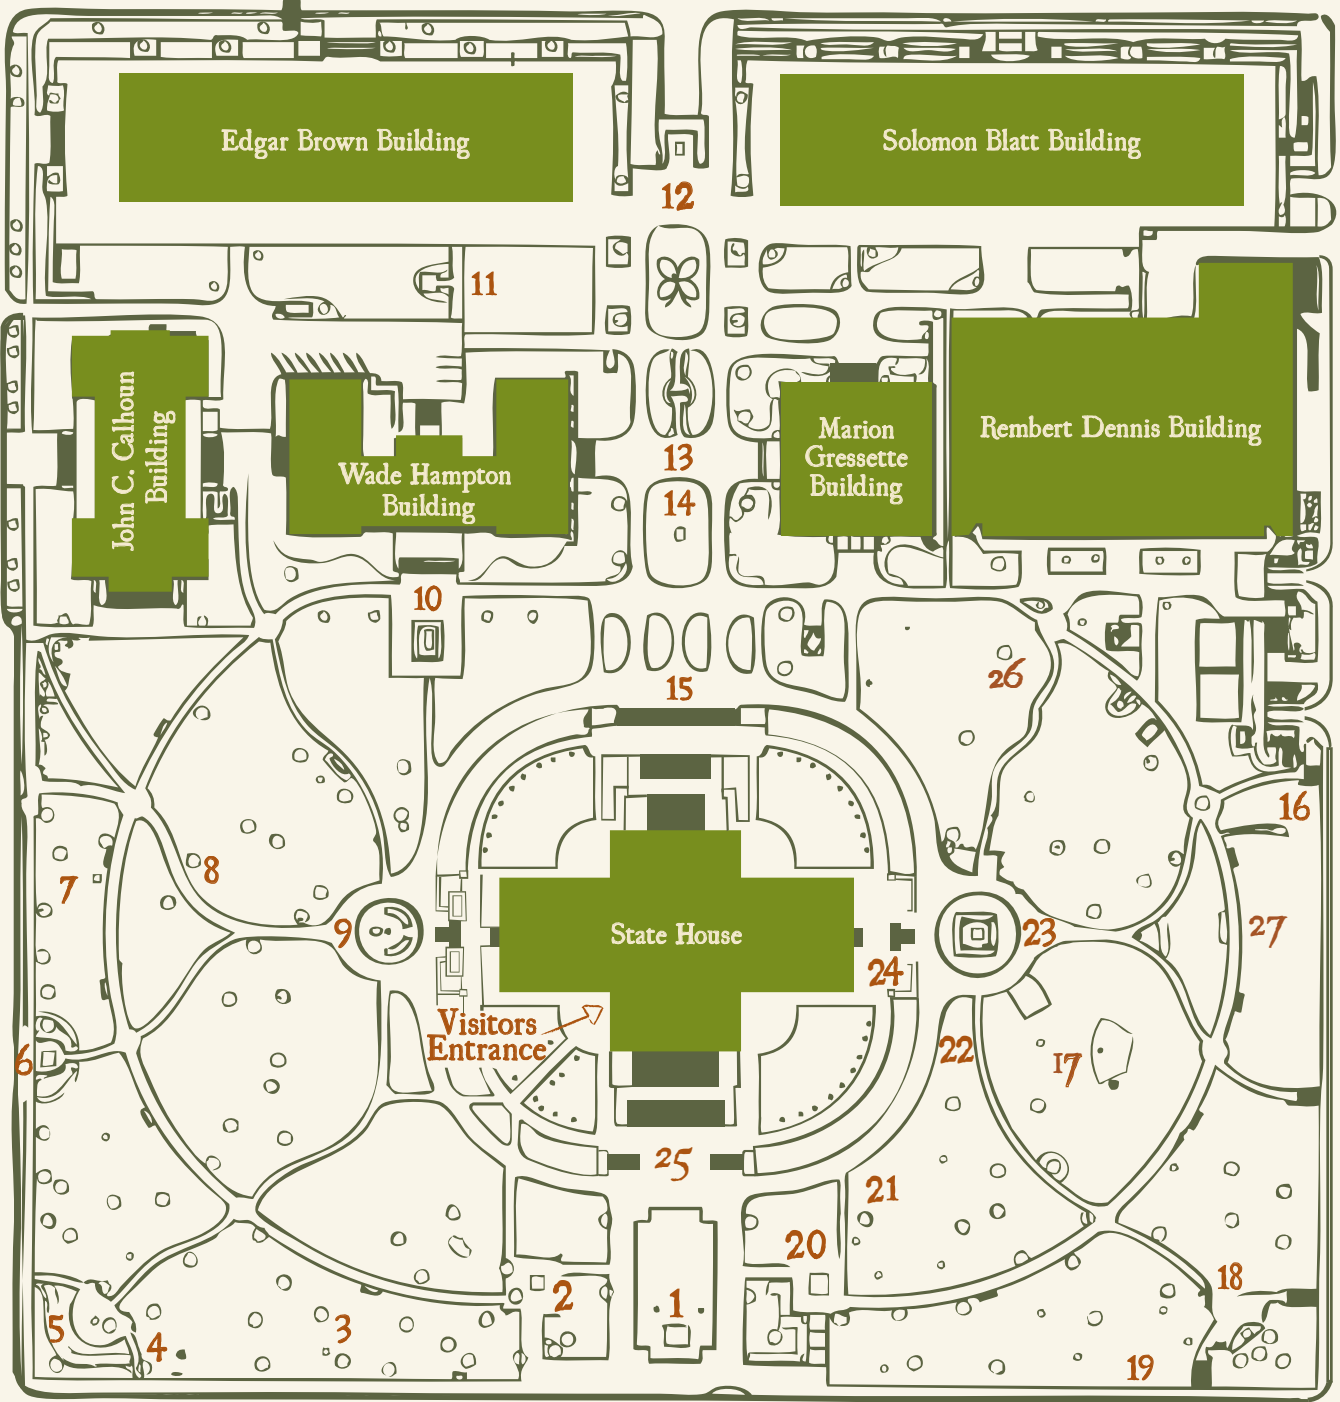 Edgar Brown Building
Solomon Blatt Building
12
11
John C. Calhoun
Building
Wade Hampton
Building
13
14
Marion
Gressette
Building
Rembert Dennis Building
10
15
26
16
7
8
9
State House
23
27
24
Visitors
Entrance
6
22
17
25
21
20
18
5
4
3
2
1
19